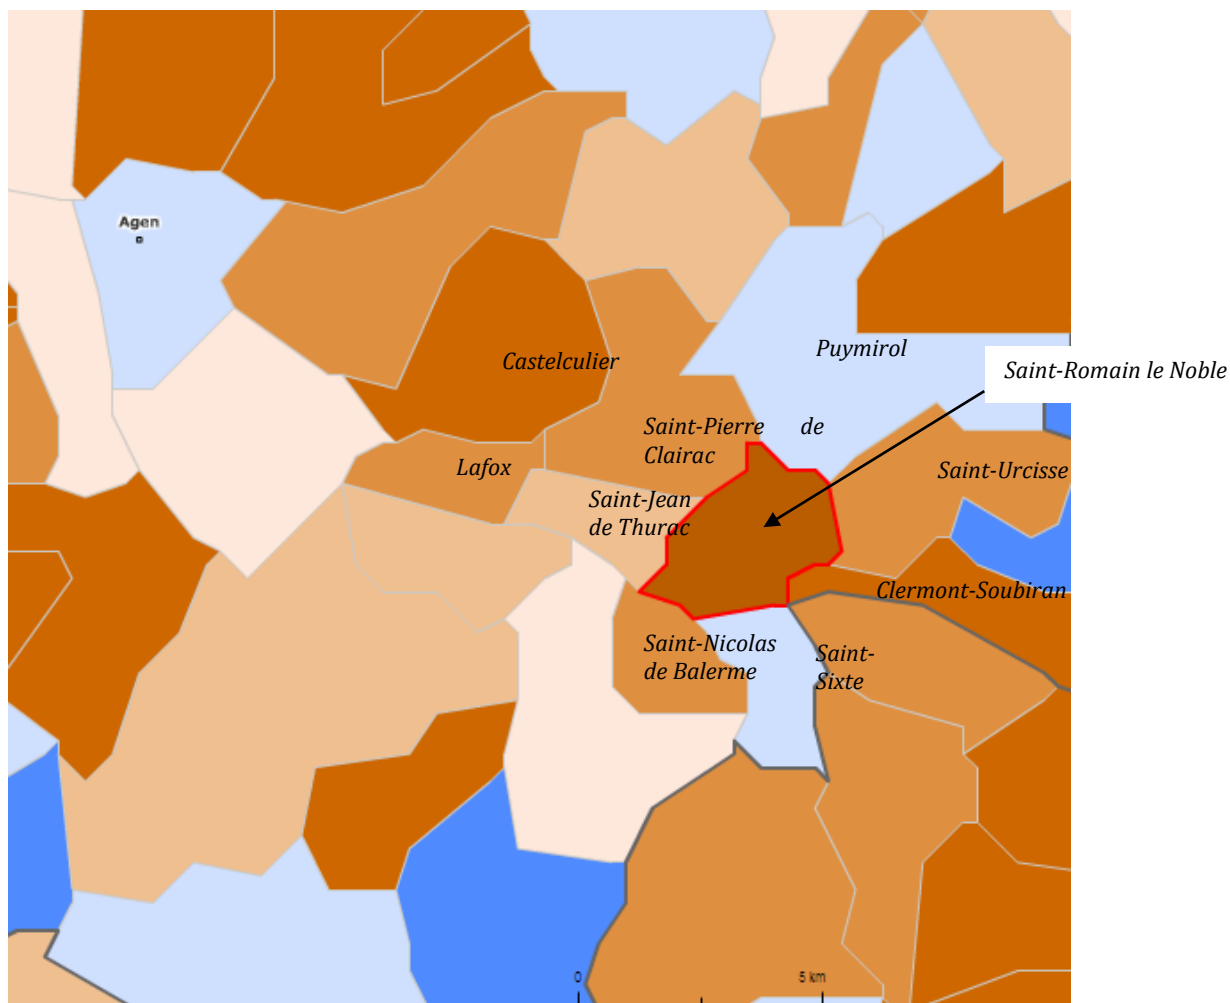 Agen
Castelculier
Puymirol
Saint-Romain le Noble
Saint-Pierre de
Clairac
Lafox
Saint-Urcisse
Saint-Jean
de Thurac
Clermont-Soubiran
Saint-Nicolas
de Balerme
Saint-
Sixte
0 5 km